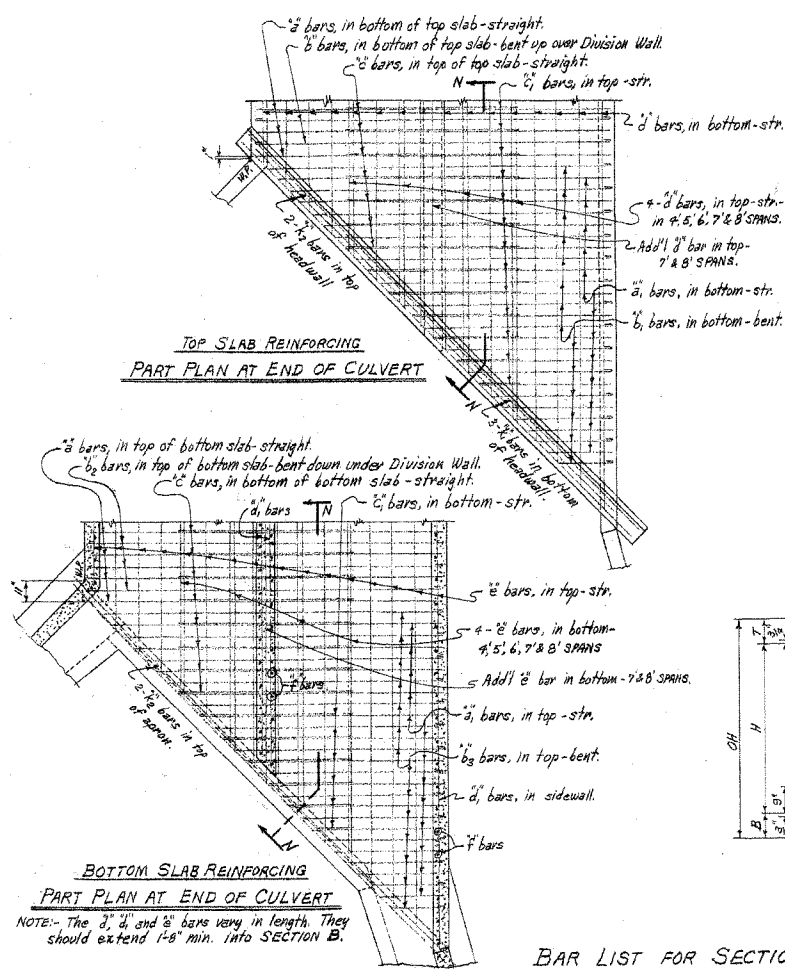 "a" bars, in bottom of top slab-straight.
"b" bars, in bottom of top slab-bent up over Division Wall.
"c" bars, in top of top slab-straight.
N
"c₁" bars, in top-str.
"d" bars, in bottom-str.
W.P.
4-"d" bars, in top-str.-
in 4', 5', 6', 7' & 8' SPANS.
Add'l "d" bar in top-
7' & 8' SPANS.
2-"k₂" bars in top
of headwall
"a₁" bars, in bottom-str.
"b₁" bars, in bottom-bent.
TOP SLAB REINFORCING
PART PLAN AT END OF CULVERT
N
3-"k₁" bars in bottom
of headwall.
"a" bars, in top of bottom slab-straight.
"b₂" bars, in top of bottom slab-bent down under Division Wall.
"c" bars, in bottom of bottom slab-straight.
"d₁" bars
N
"c₁" bars, in bottom-str.
W.P.
11"
"e" bars, in top-str.
4-"e" bars, in bottom-
4', 5', 6', 7' & 8' SPANS
Add'l "e" bar in bottom-7' & 8' SPANS.
"f" bars
2-"k₂" bars in top
of apron.
"a₁" bars, in top-str.
"b₃" bars, in top-bent.
"d₁" bars, in sidewall.
"f" bars
N
OH
T
H
B
9"
3"
BOTTOM SLAB REINFORCING
PART PLAN AT END OF CULVERT
NOTE:- The "d", "d₁" and "e" bars vary in length. They
should extend 1'-8" min. into SECTION B.
BAR LIST FOR SECTIO